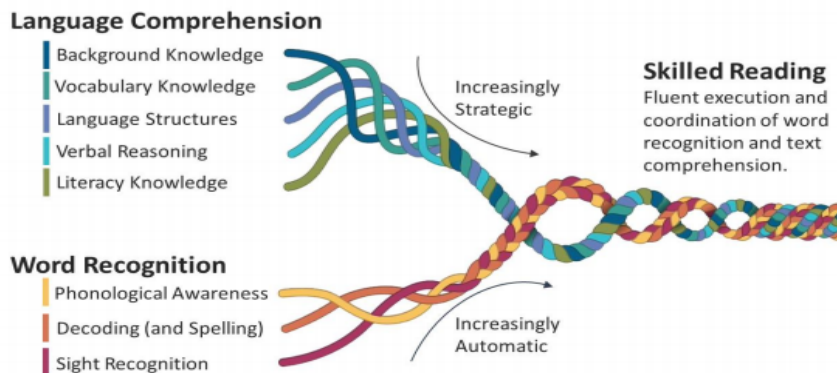 Language Comprehension
Background Knowledge
Vocabulary Knowledge
Language Structures
Verbal Reasoning
Literacy Knowledge
Word Recognition
Phonological Awareness
Decoding (and Spelling)
Sight Recognition
Increasingly
Strategic
Increasingly
Automatic
Skilled Reading
Fluent execution and
coordination of word
recognition and text
comprehension.